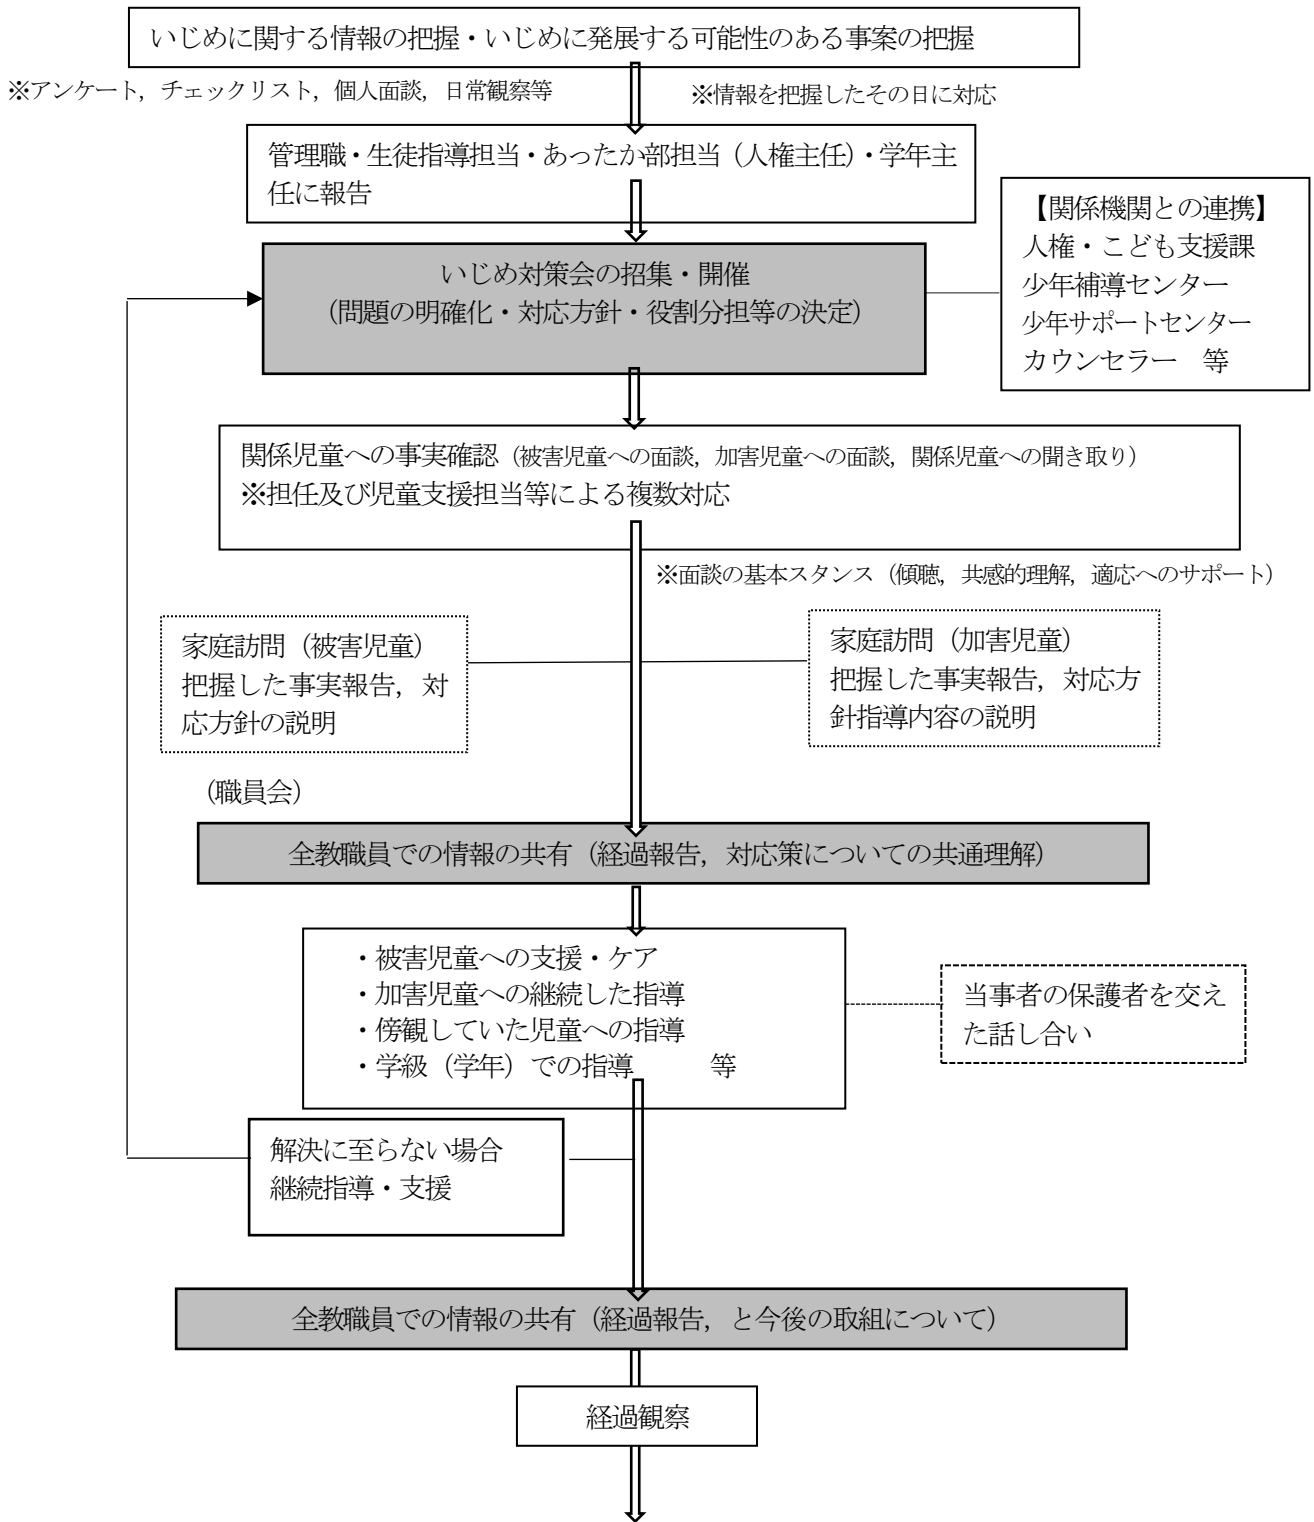 いじめに関する情報の把握・いじめに発展する可能性のある事案の把握
※アンケート，チェックリスト，個人面談，日常観察等
※情報を把握したその日に対応
管理職・生徒指導担当・あったか部担当（人権主任）・学年主
任に報告
【関係機関との連携】
人権・こども支援課
少年補導センター
少年サポートセンター
カウンセラー　等
いじめ対策会の招集・開催
（問題の明確化・対応方針・役割分担等の決定）
関係児童への事実確認（被害児童への面談，加害児童への面談，関係児童への聞き取り）
※担任及び児童支援担当等による複数対応
※面談の基本スタンス（傾聴，共感的理解，適応へのサポート）
家庭訪問（被害児童）
把握した事実報告，対
応方針の説明
家庭訪問（加害児童）
把握した事実報告，対応方
針指導内容の説明
（職員会）
全教職員での情報の共有（経過報告，対応策についての共通理解）
・被害児童への支援・ケア
・加害児童への継続した指導
・傍観していた児童への指導
・学級（学年）での指導　　　等
当事者の保護者を交え
た話し合い
解決に至らない場合
継続指導・支援
全教職員での情報の共有（経過報告，と今後の取組について）
経過観察